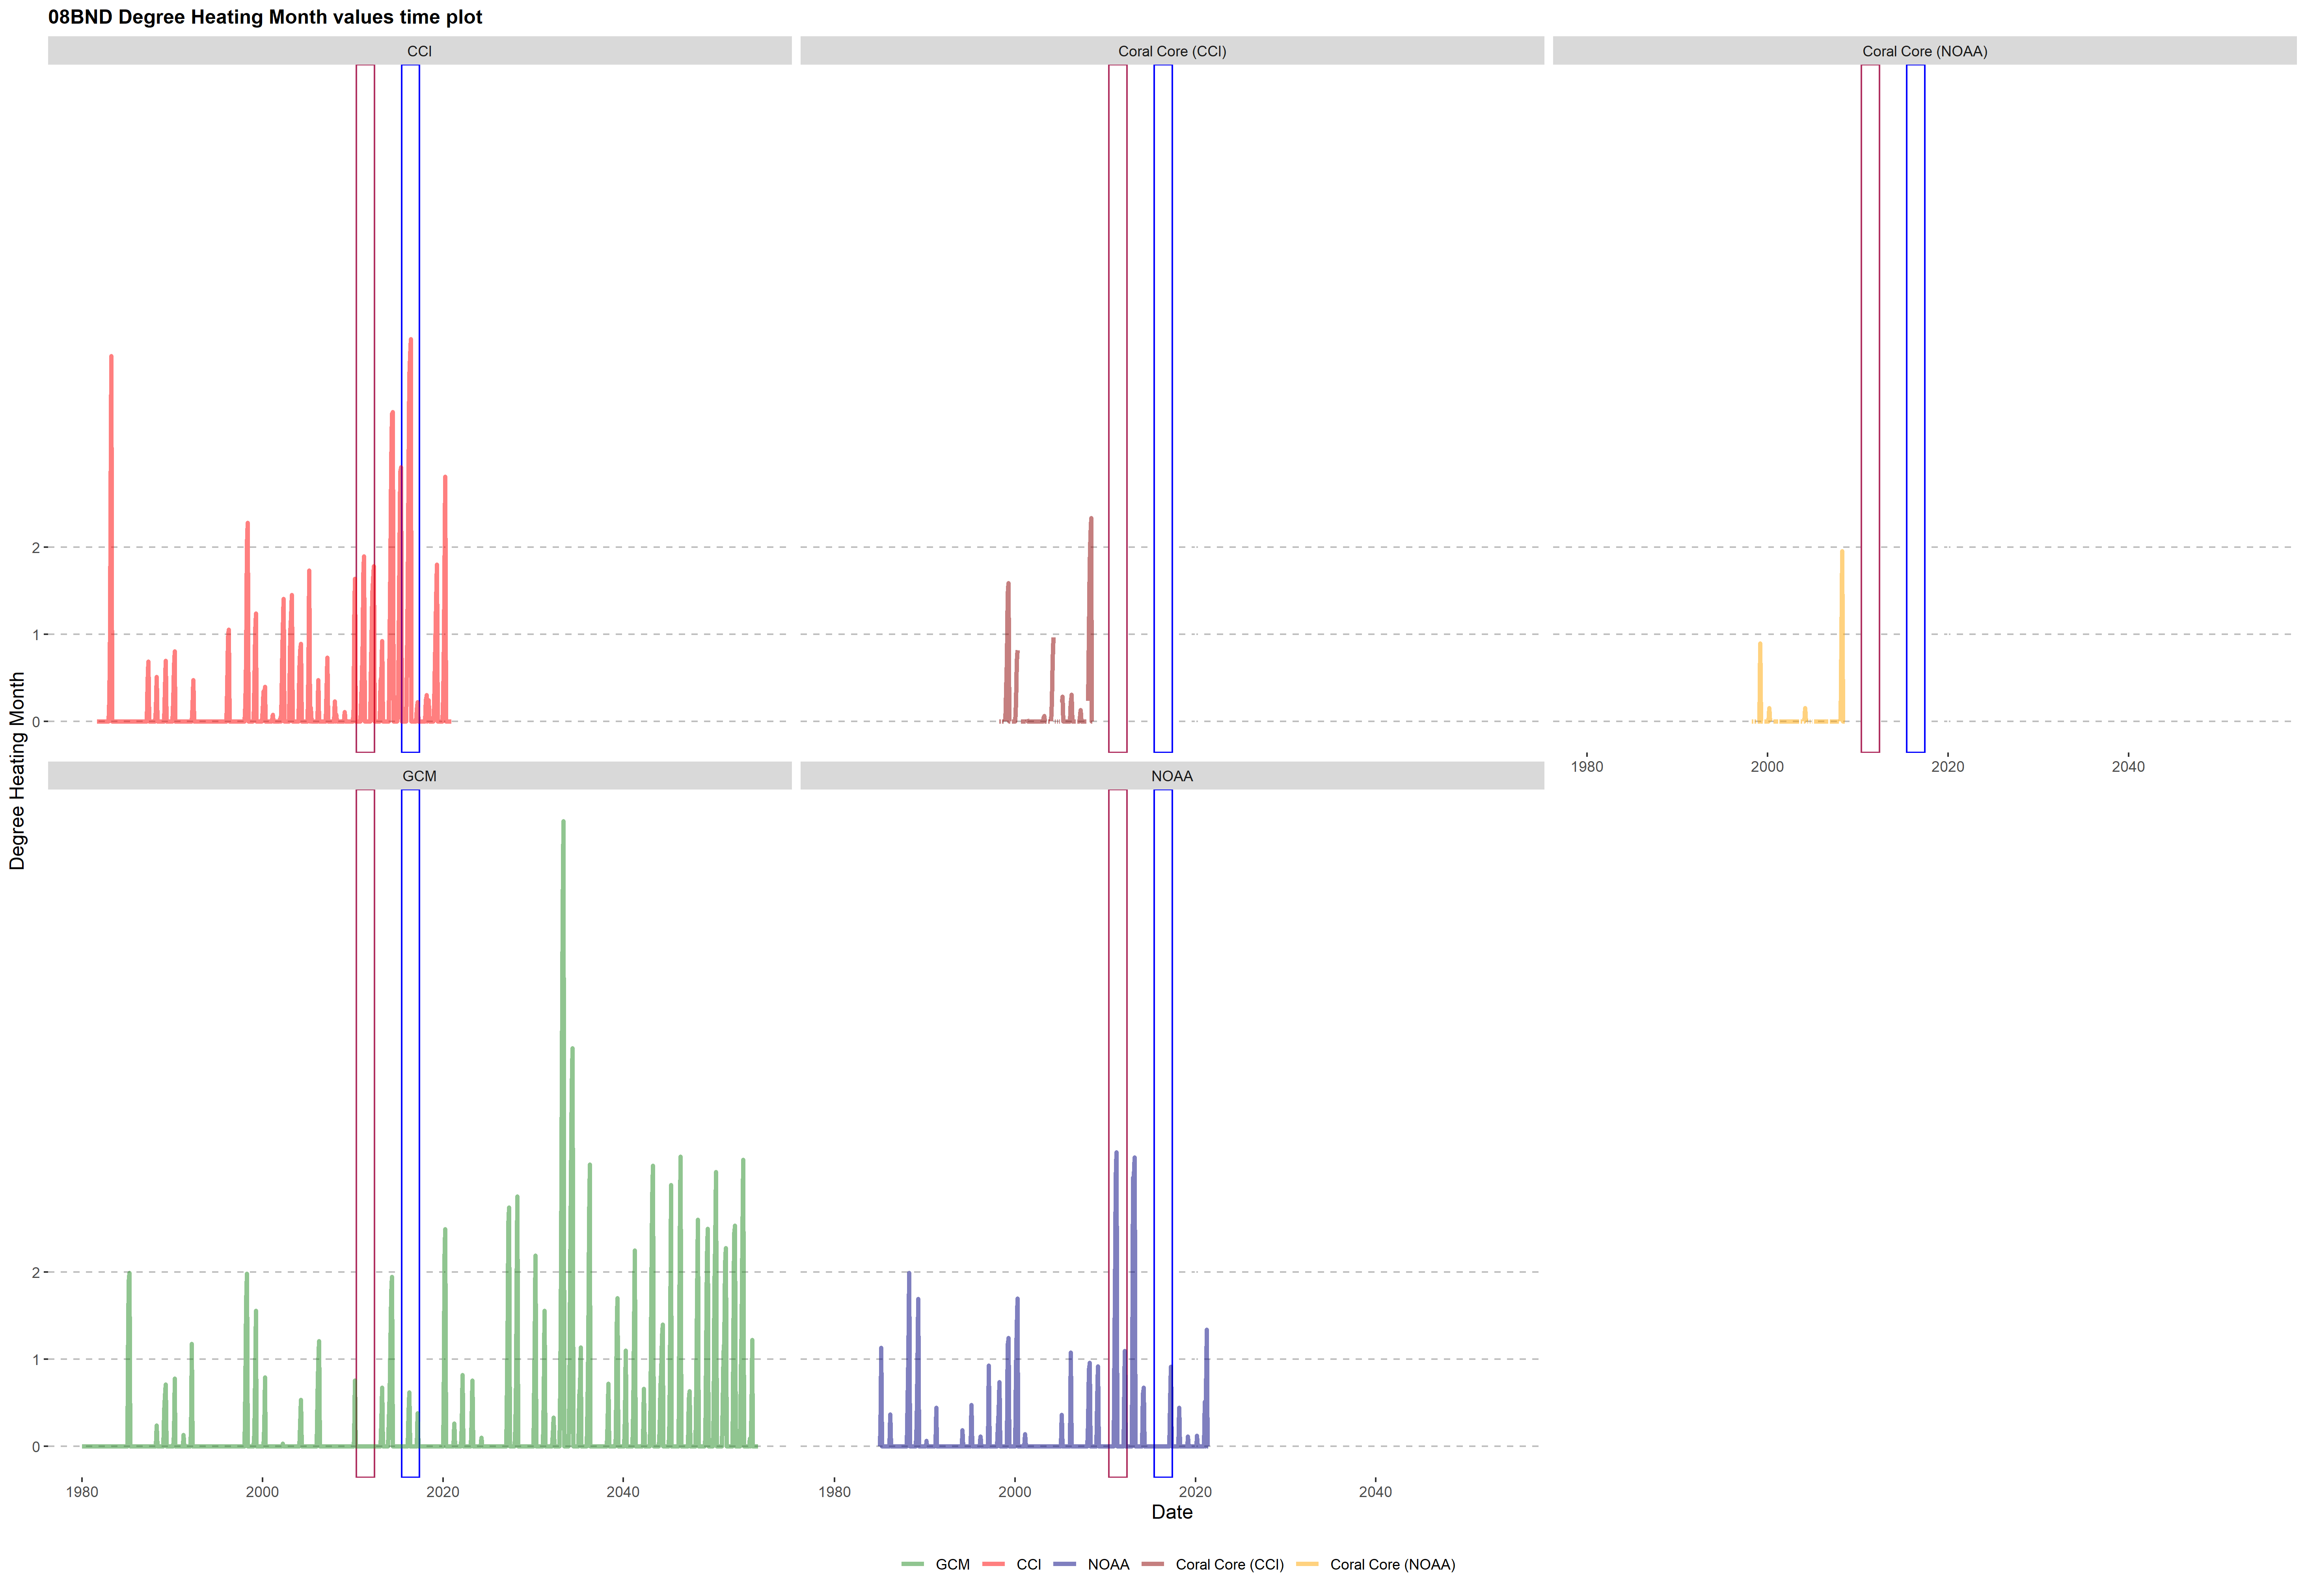 08BND Degree Heating Month values time plot
CCI
Coral Core (CCI)
Coral Core (NOAA)
2
1
0
1980
2000
2020
2040
Degree Heating Month
GCM
NOAA
2
1
0
1980
2000
2020
2040
1980
2000
2020
2040
Date
GCM
CCI
NOAA
Coral Core (CCI)
Coral Core (NOAA)